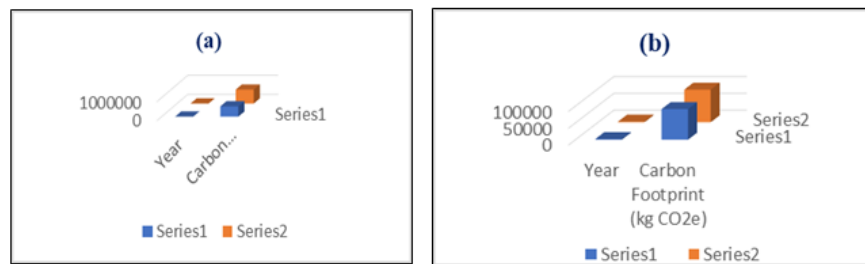 (a)
1000000
0
Series1
Year
Carbon...
Series1 Series2
(b)
100000
50000
0
Series2
Series1
Year
Carbon
Footprint
(kg CO2e)
Series1 Series2